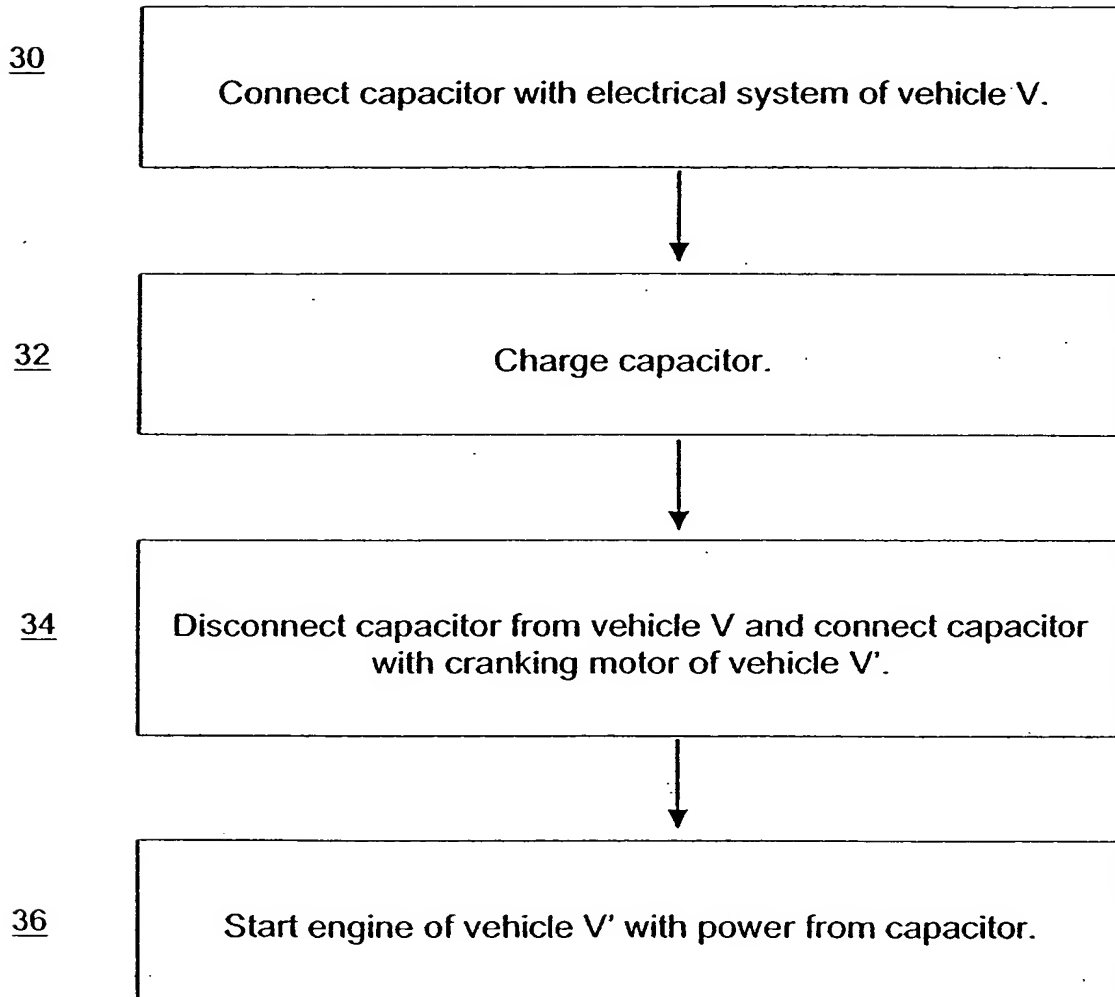 30
Connect capacitor with electrical system of vehicle V.
32
Charge capacitor.
34
Disconnect capacitor from vehicle V and connect capacitor
with cranking motor of vehicle V'.
36
Start engine of vehicle V' with power from capacitor.